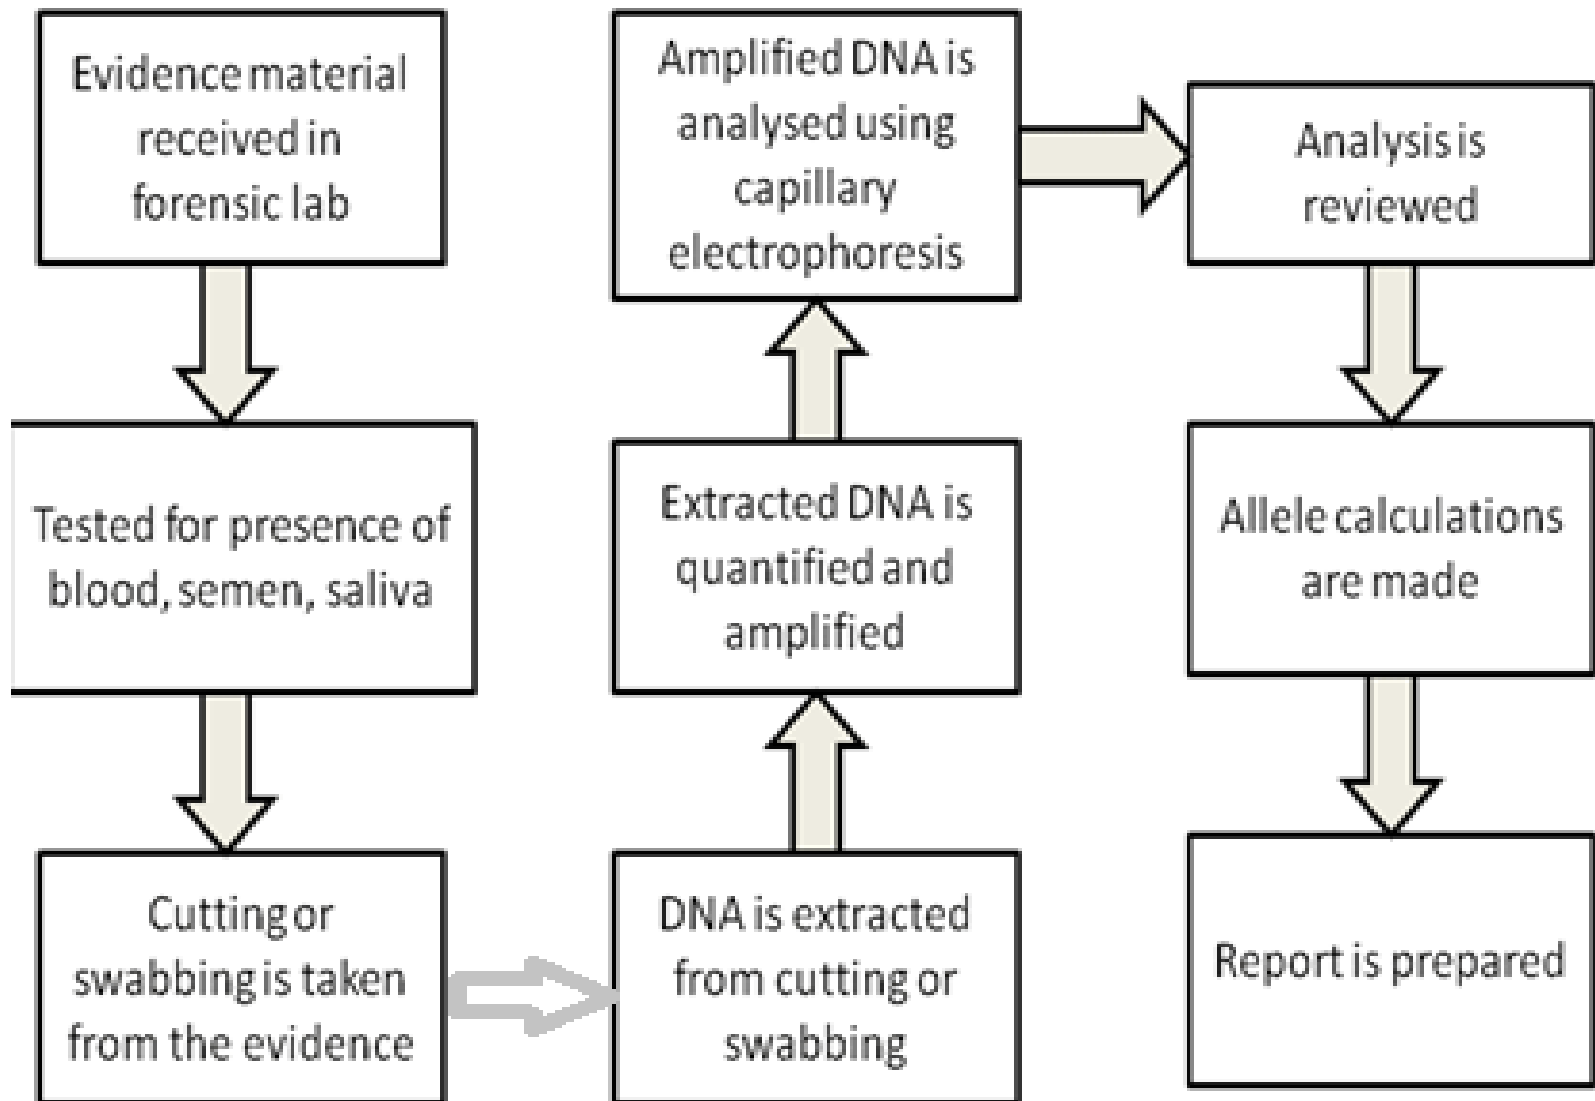 Evidence material
received in
forensic lab
Tested for presence of
blood, semen, saliva
Cutting or
swabbing is taken
from the evidence
DNA is extracted
from cutting or
swabbing
Extracted DNA is
quantified and
amplified
Amplified DNA is
analysed using
capillary
electrophoresis
Analysis is
reviewed
Allele calculations
are made
Report is prepared